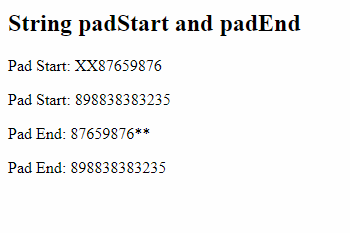 String padStart and padEnd
Pad Start: XX87659876
Pad Start: 898838383235
Pad End: 87659876**
Pad End: 898838383235